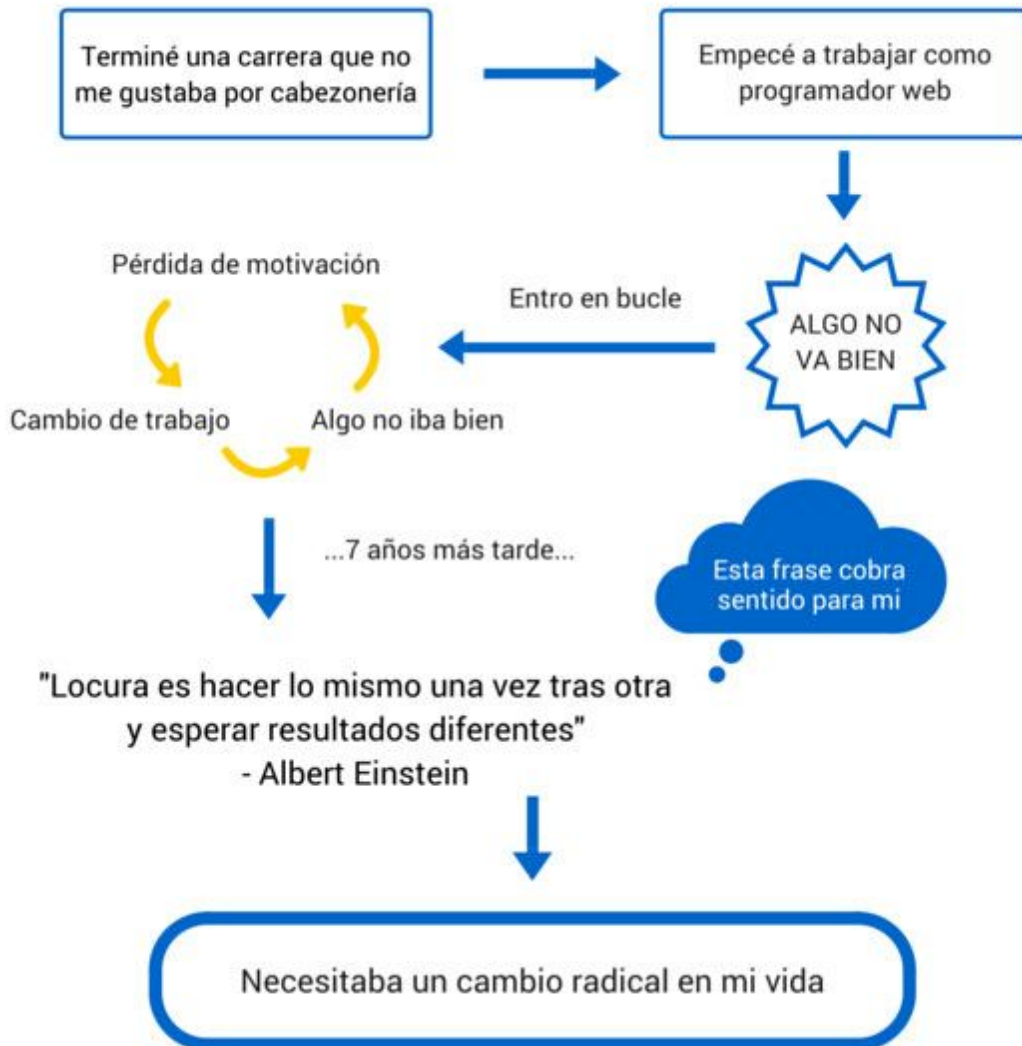 Terminé una carrera que no
me gustaba por cabezonería
Empecé a trabajar como
programador web
ALGO NO
VA BIEN
Entro en bucle
Pérdida de motivación
Cambio de trabajo
Algo no iba bien
...7 años más tarde...
Esta frase cobra
sentido para mi
"Locura es hacer lo mismo una vez tras otra
y esperar resultados diferentes"
- Albert Einstein
Necesitaba un cambio radical en mi vida